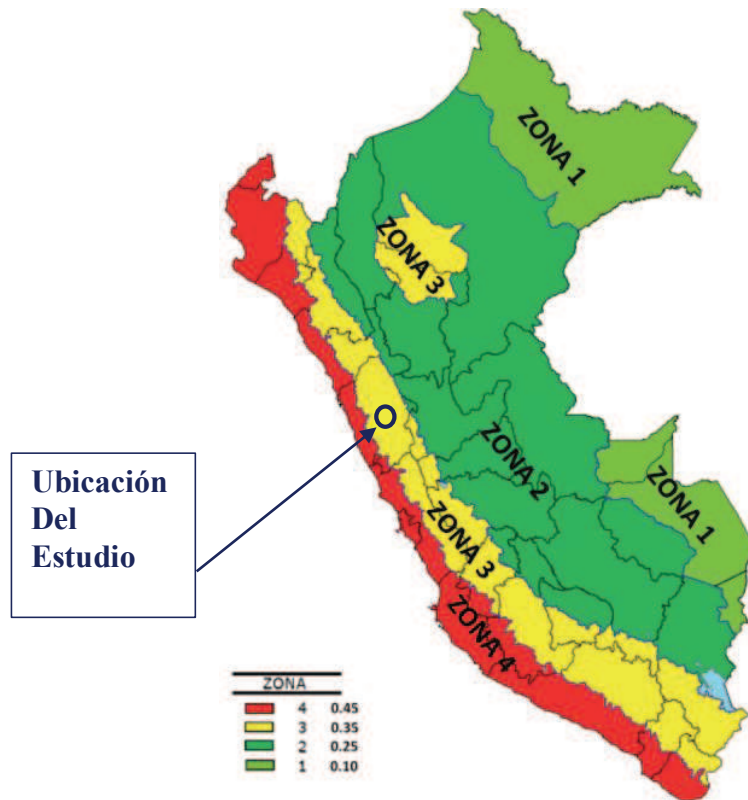 ZONA 1
ZONA 3
Ubicación
Del
Estudio
ZONA 2
ZONA 1
ZONA 3
ZONA 4
ZONA
4 0.45
3 0.35
2 0.25
1 0.10